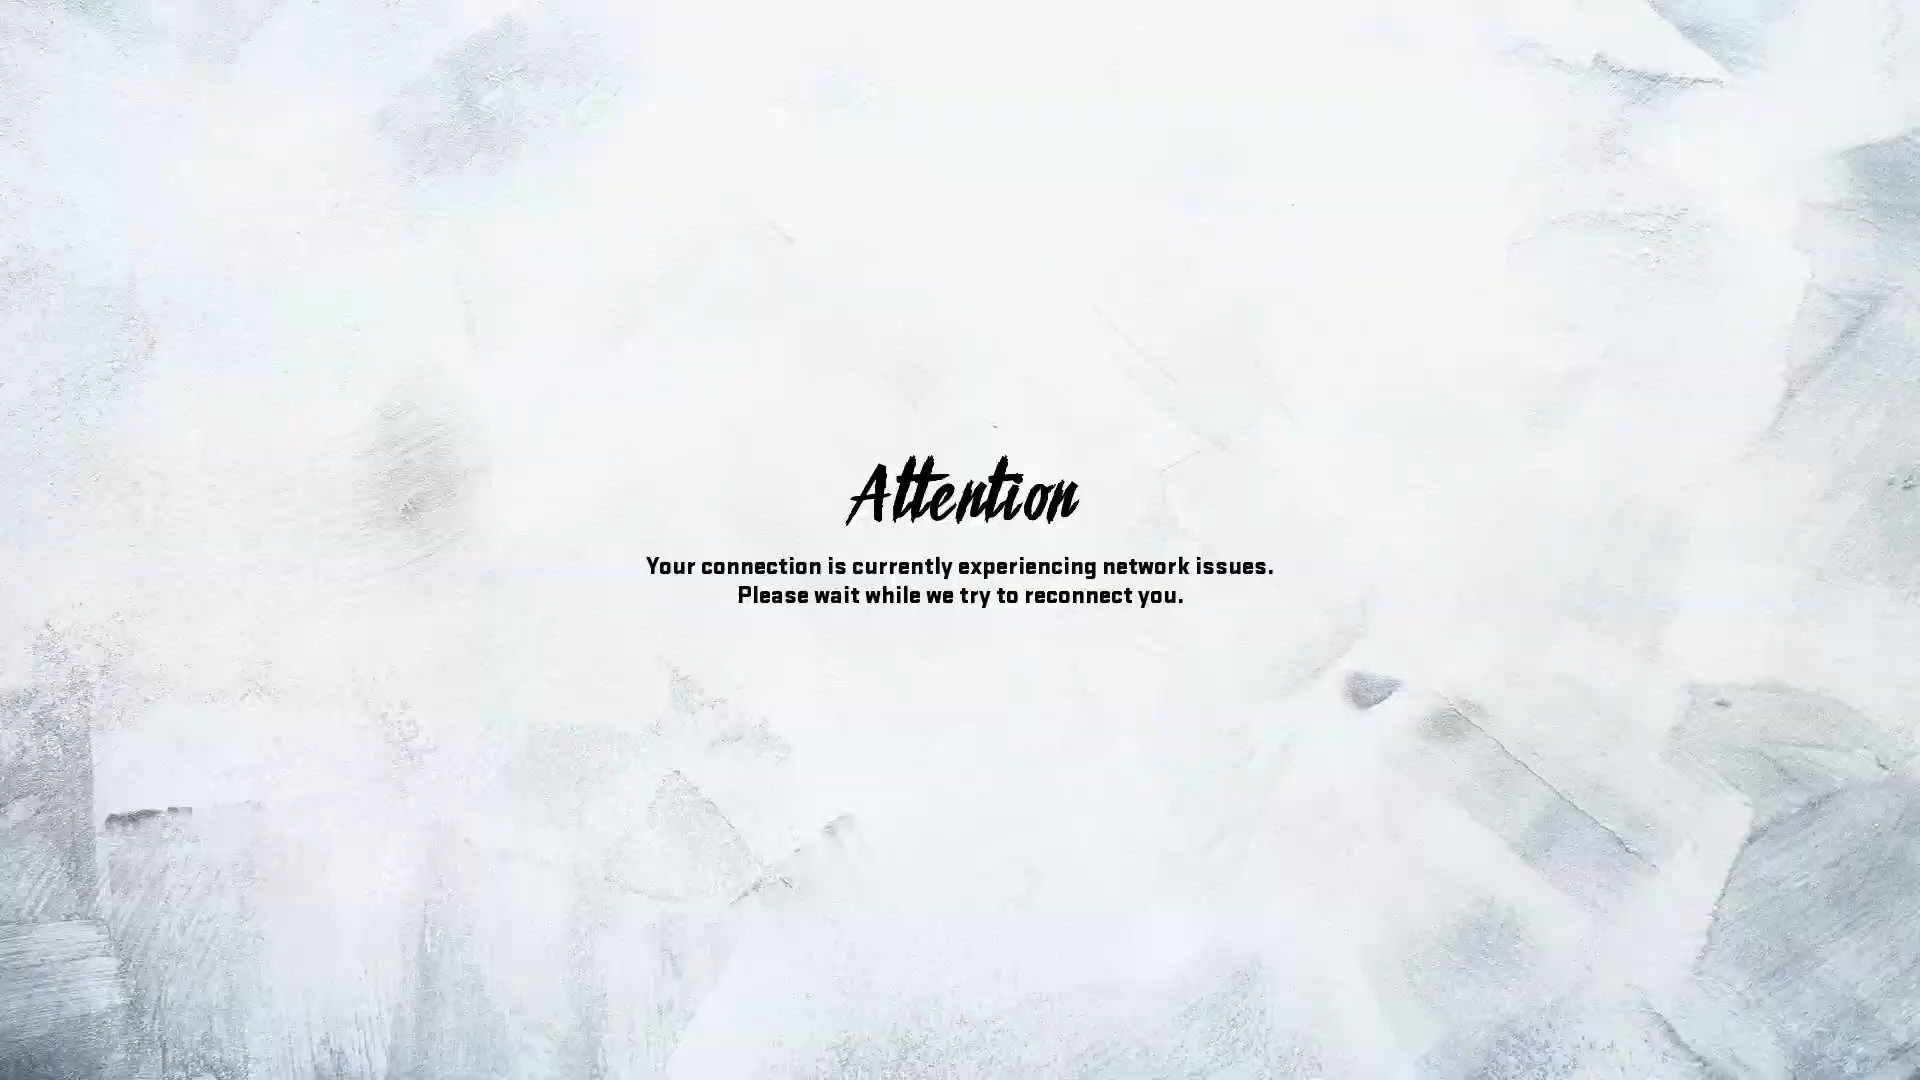 Attention
Your connection is currently experiencing network issues.
Please wait while we try to reconnect you.